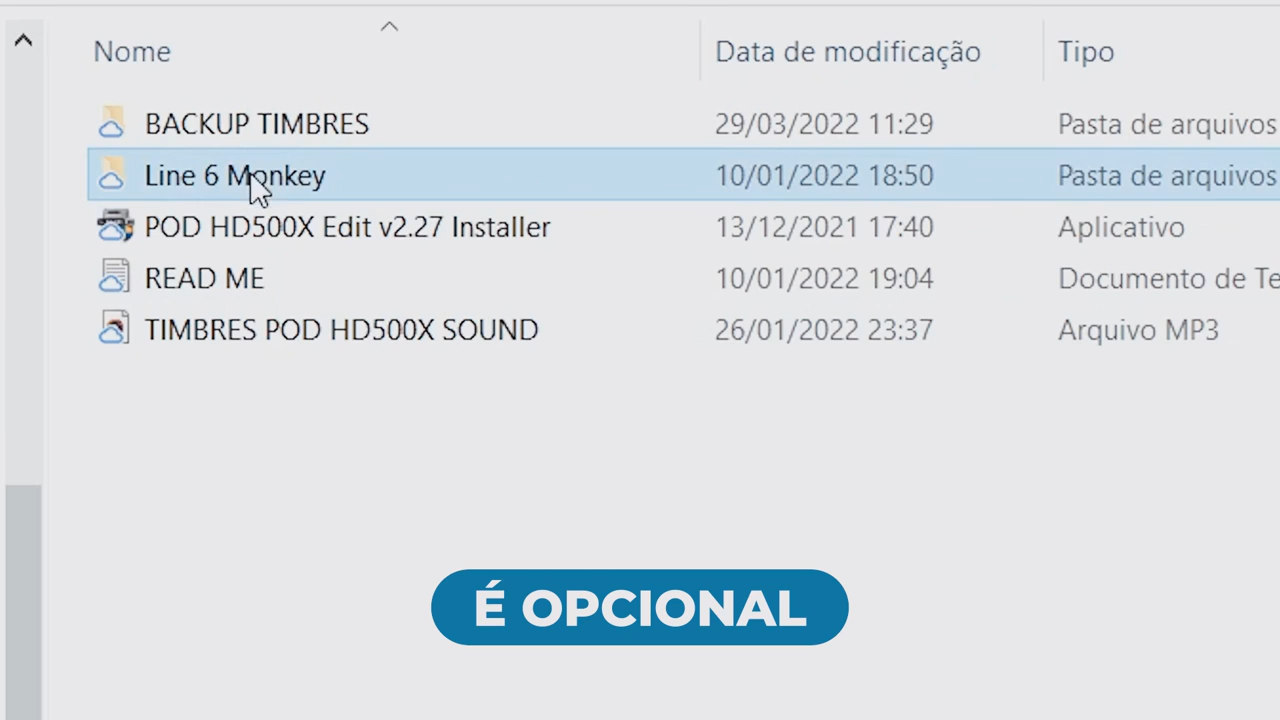 Nome Data de modificação Tipo
BACKUP TIMBRES 29/03/2022 11:29 Pasta de arquivos
Line 6 Monkey 10/01/2022 18:50 Pasta de arquivos
POD HD500X Edit v2.27 Installer 13/12/2021 17:40 Aplicativo
READ ME 10/01/2022 19:04 Documento de Te
TIMBRES POD HD500X SOUND 26/01/2022 23:37 Arquivo MP3
É OPCIONAL